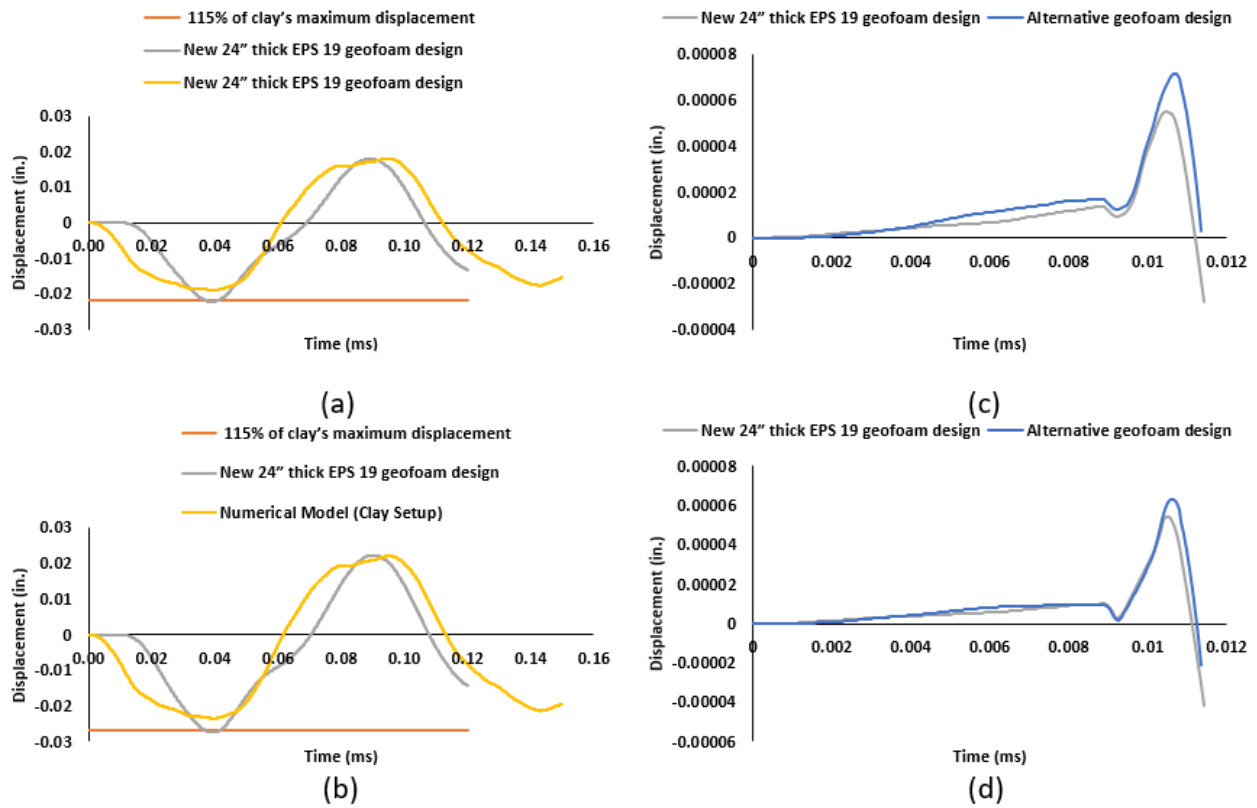 115% of clay’s maximum displacement
New 24” thick EPS 19 geofoam design
New 24” thick EPS 19 geofoam design
0.03
0.02
0.01
0
-0.01
-0.02
-0.03
0.00 0.02 0.04 0.06 0.08 0.10 0.12 0.14 0.16
Displacement (in.)
Time (ms)
(a)
115% of clay’s maximum displacement
New 24” thick EPS 19 geofoam design
Numerical Model (Clay Setup)
0.03
0.02
0.01
0
-0.01
-0.02
-0.03
0.00 0.02 0.04 0.06 0.08 0.10 0.12 0.14 0.16
Displacement (in.)
Time (ms)
(b)
New 24” thick EPS 19 geofoam design Alternative geofoam design
0.00008
0.00006
0.00004
0.00002
0
-0.00002
-0.00004
0 0.002 0.004 0.006 0.008 0.01 0.012
Displacement (in.)
Time (ms)
(c)
New 24” thick EPS 19 geofoam design Alternative geofoam design
0.00008
0.00006
0.00004
0.00002
0
-0.00002
-0.00004
-0.00006
0 0.002 0.004 0.006 0.008 0.01 0.012
Displacement (in.)
Time (ms)
(d)